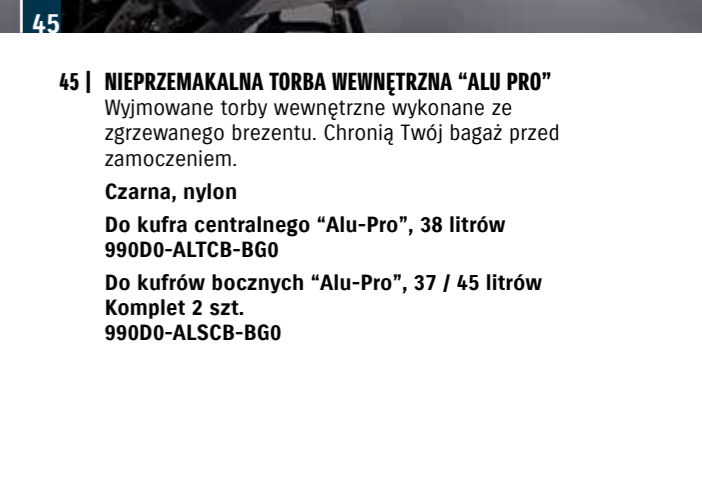 45
45 | NIEPRZEMAKALNA TORBA WEWNĘTRZNA “ALU PRO”
Wyjmowane torby wewnętrzne wykonane ze
zgrzewanego brezentu. Chronią Twój bagaż przed
zamoczeniem.
Czarna, nylon
Do kufra centralnego “Alu-Pro”, 38 litrów
990D0-ALTCB-BG0
Do kufrów bocznych “Alu-Pro”, 37 / 45 litrów
Komplet 2 szt.
990D0-ALSCB-BG0